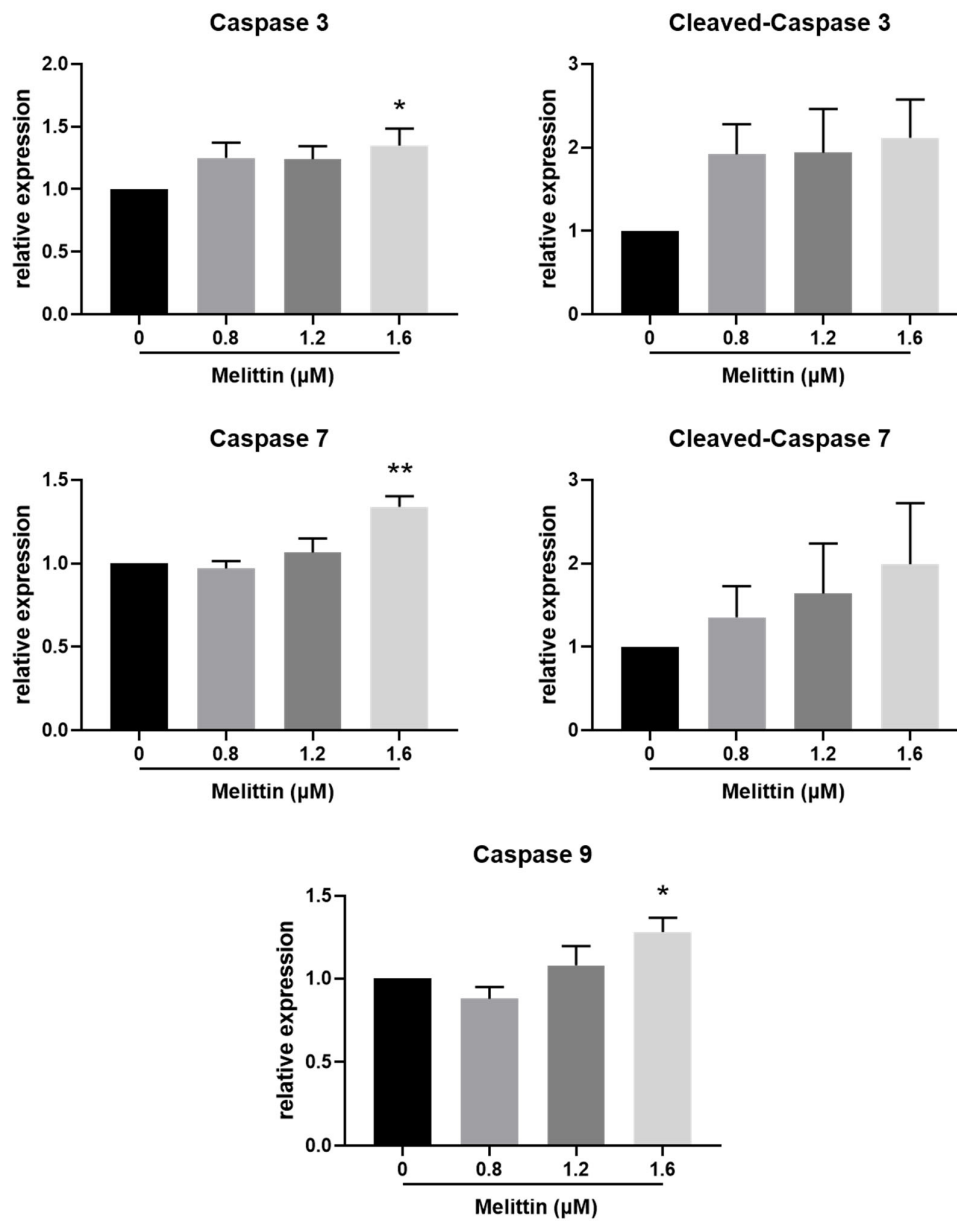 Caspase 3
relative expression
2.0
*
1.5
1.0
0.5
0.0
0 0.8 1.2 1.6
Melittin (µM)
Cleaved-Caspase 3
relative expression
3
2
1
0
0 0.8 1.2 1.6
Melittin (µM)
Caspase 7
relative expression
**
1.5
1.0
0.5
0.0
0 0.8 1.2 1.6
Melittin (µM)
Cleaved-Caspase 7
relative expression
3
2
1
0
0 0.8 1.2 1.6
Melittin (µM)
Caspase 9
relative expression
*
1.5
1.0
0.5
0.0
0 0.8 1.2 1.6
Melittin (µM)